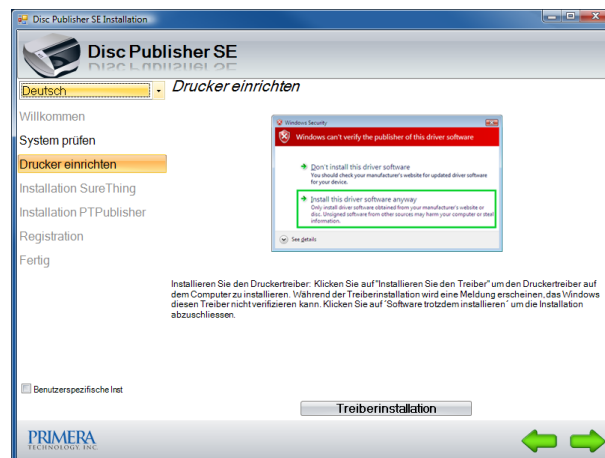 Disc Publisher SE Installation
Disc Publisher SE
Deutsch
Drucker einrichten
Willkommen
System prüfen
Drucker einrichten
Installation SureThing
Installation PTPublisher
Registration
Fertig
Windows Security
Windows can't verify the publisher of this driver software
Don't install this driver software
You should check your manufacturer's website for updated driver software
for your device.
Install this driver software anyway
Only install driver software obtained from your manufacturer's website or
disc. Unsigned software from other sources may harm your computer or steal
information.
See details
Installieren Sie den Druckertreiber: Klicken Sie auf "Installieren Sie den Treiber" um den Druckertreiber auf
dem Computer zu installieren. Während der Treiberinstallation wird eine Meldung erscheinen, das Windows
diesen Treiber nicht verifizieren kann. Klicken Sie auf ´Software trotzdem installieren´ um die Installation
abzuschliessen.
Benutzerspezifische Inst
Treiberinstallation
PRIMERA
TECHNOLOGY, INC.